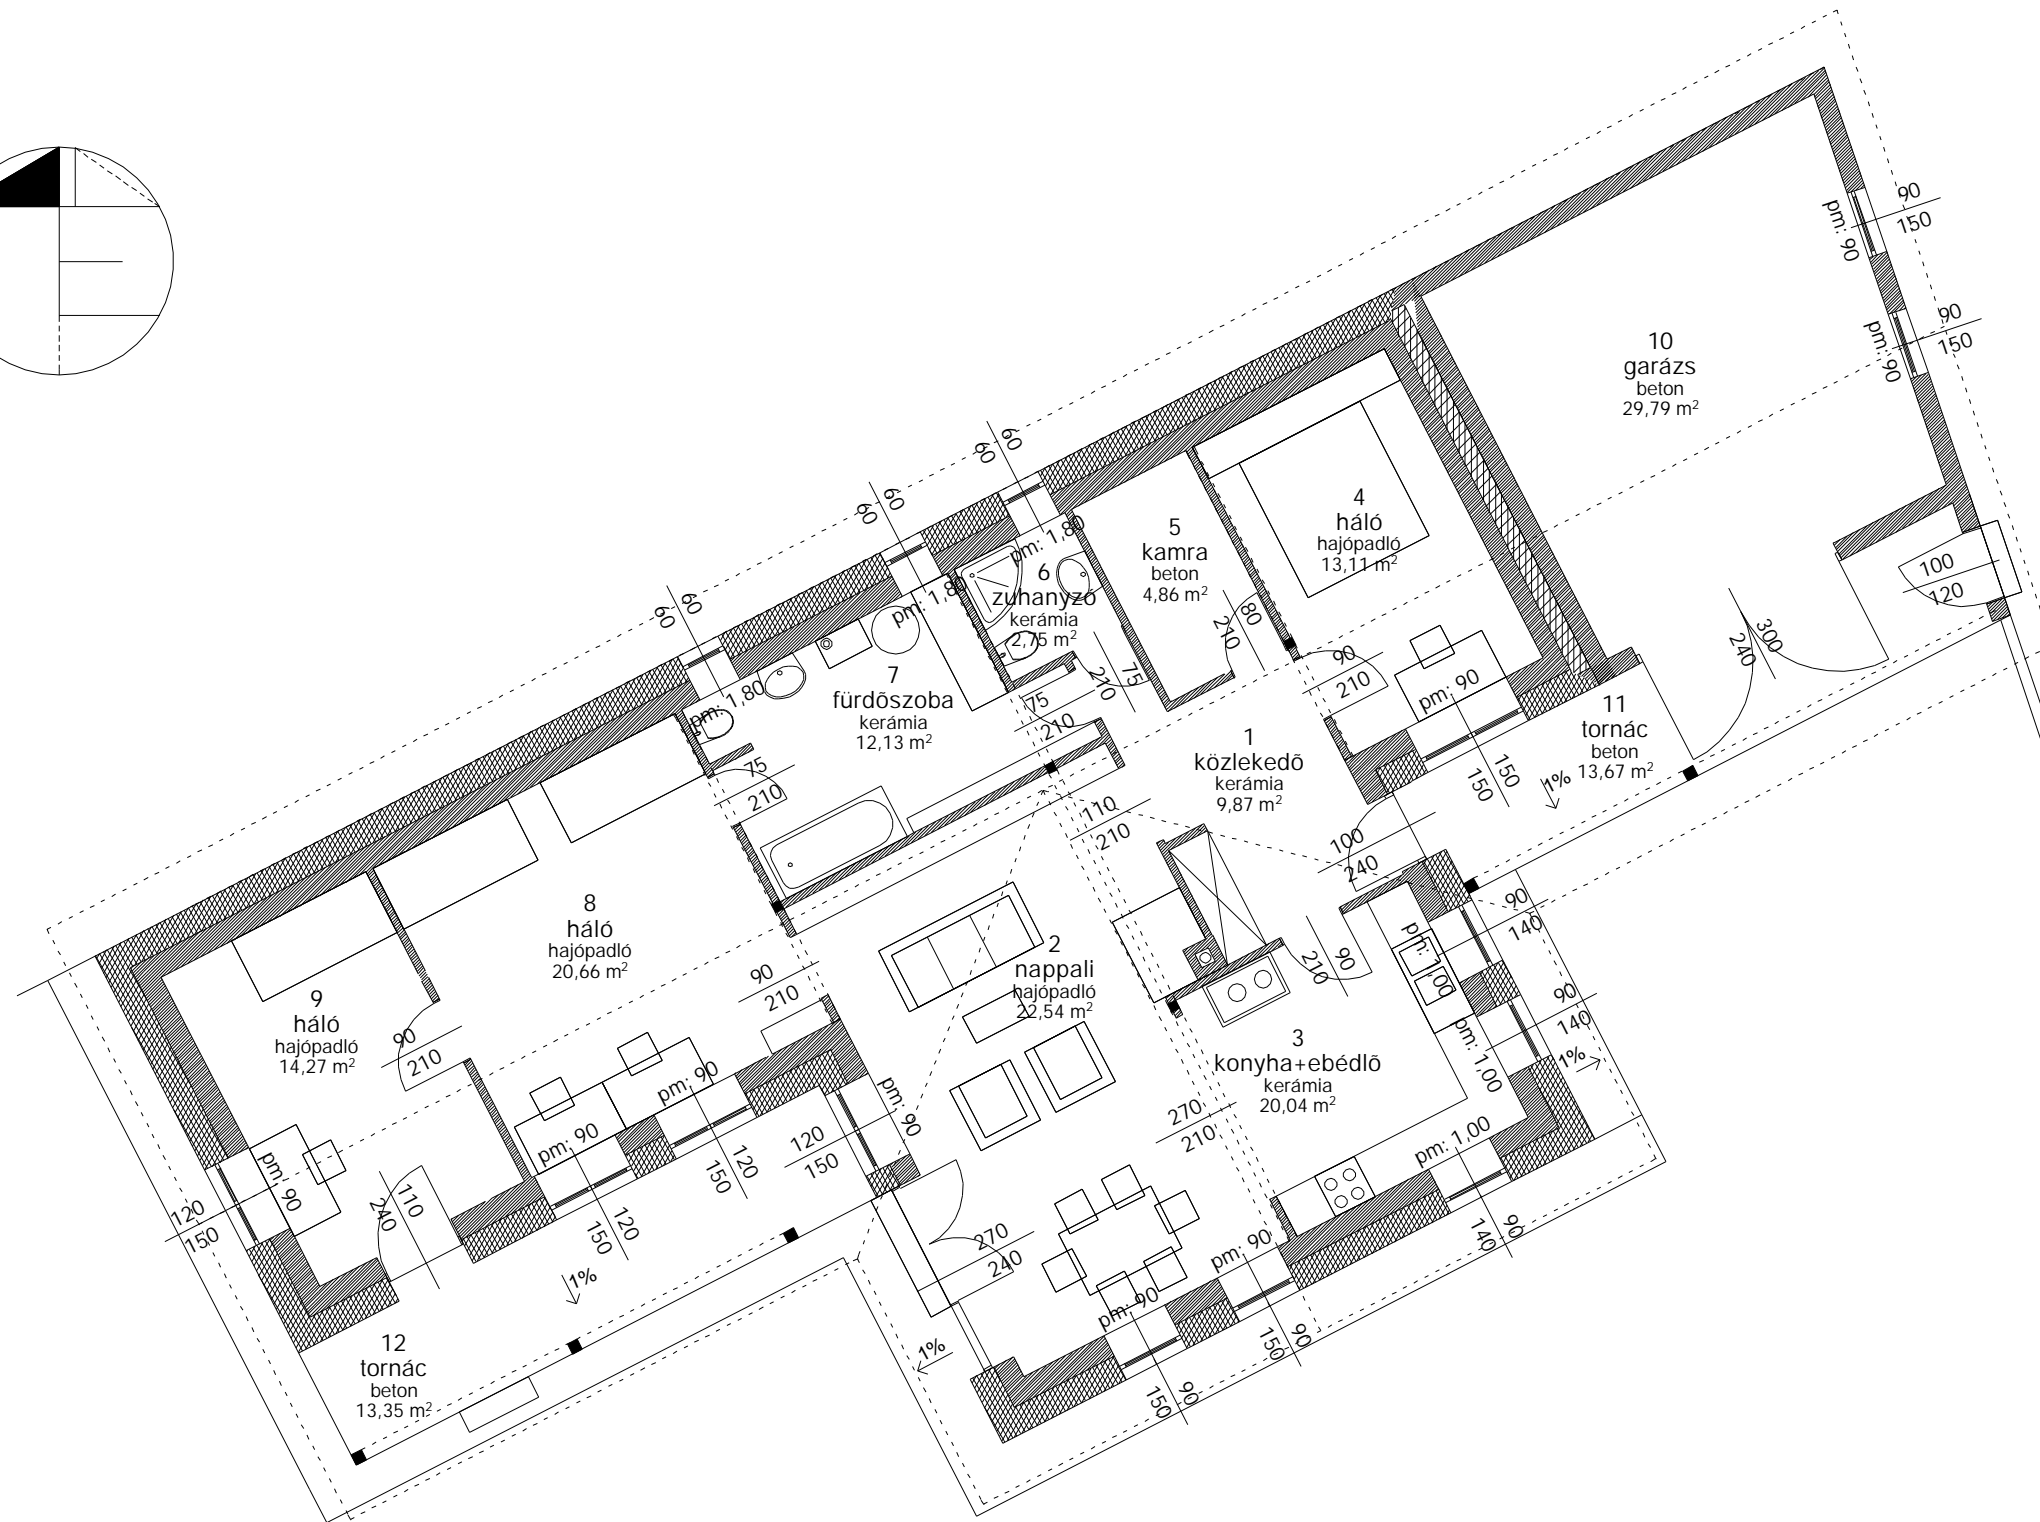 1
közlekedõ
kerámia
9,87 m²
2
nappali
hajópadló
22,54 m²
3
konyha+ebédlõ
kerámia
20,04 m²
4
háló
hajópadló
13,11 m²
5
kamra
beton
4,86 m²
6
zuhanyzó
kerámia
2,75 m²
7
fürdõszoba
kerámia
12,13 m²
8
háló
hajópadló
20,66 m²
9
háló
hajópadló
14,27 m²
10
garázs
beton
29,79 m²
11
tornác
beton
13,67 m²
12
tornác
beton
13,35 m²
90
150
pm: 90
90
150
pm: 90
100
120
300
240
60
60
pm: 1,80
60
60
pm: 1,80
60
60
pm: 1,80
80
210
75
210
75
210
75
210
90
210
pm: 90
150
150
1%
110
210
100
240
90
140
pm: 1,00
90
140
pm: 1,00
1%
90
210
270
210
pm: 1,00
90
140
pm: 90
90
150
pm: 90
90
150
270
240
1%
90
210
pm: 90
120
150
pm: 90
120
150
pm: 90
120
150
90
210
pm: 90
120
150
110
240
1%